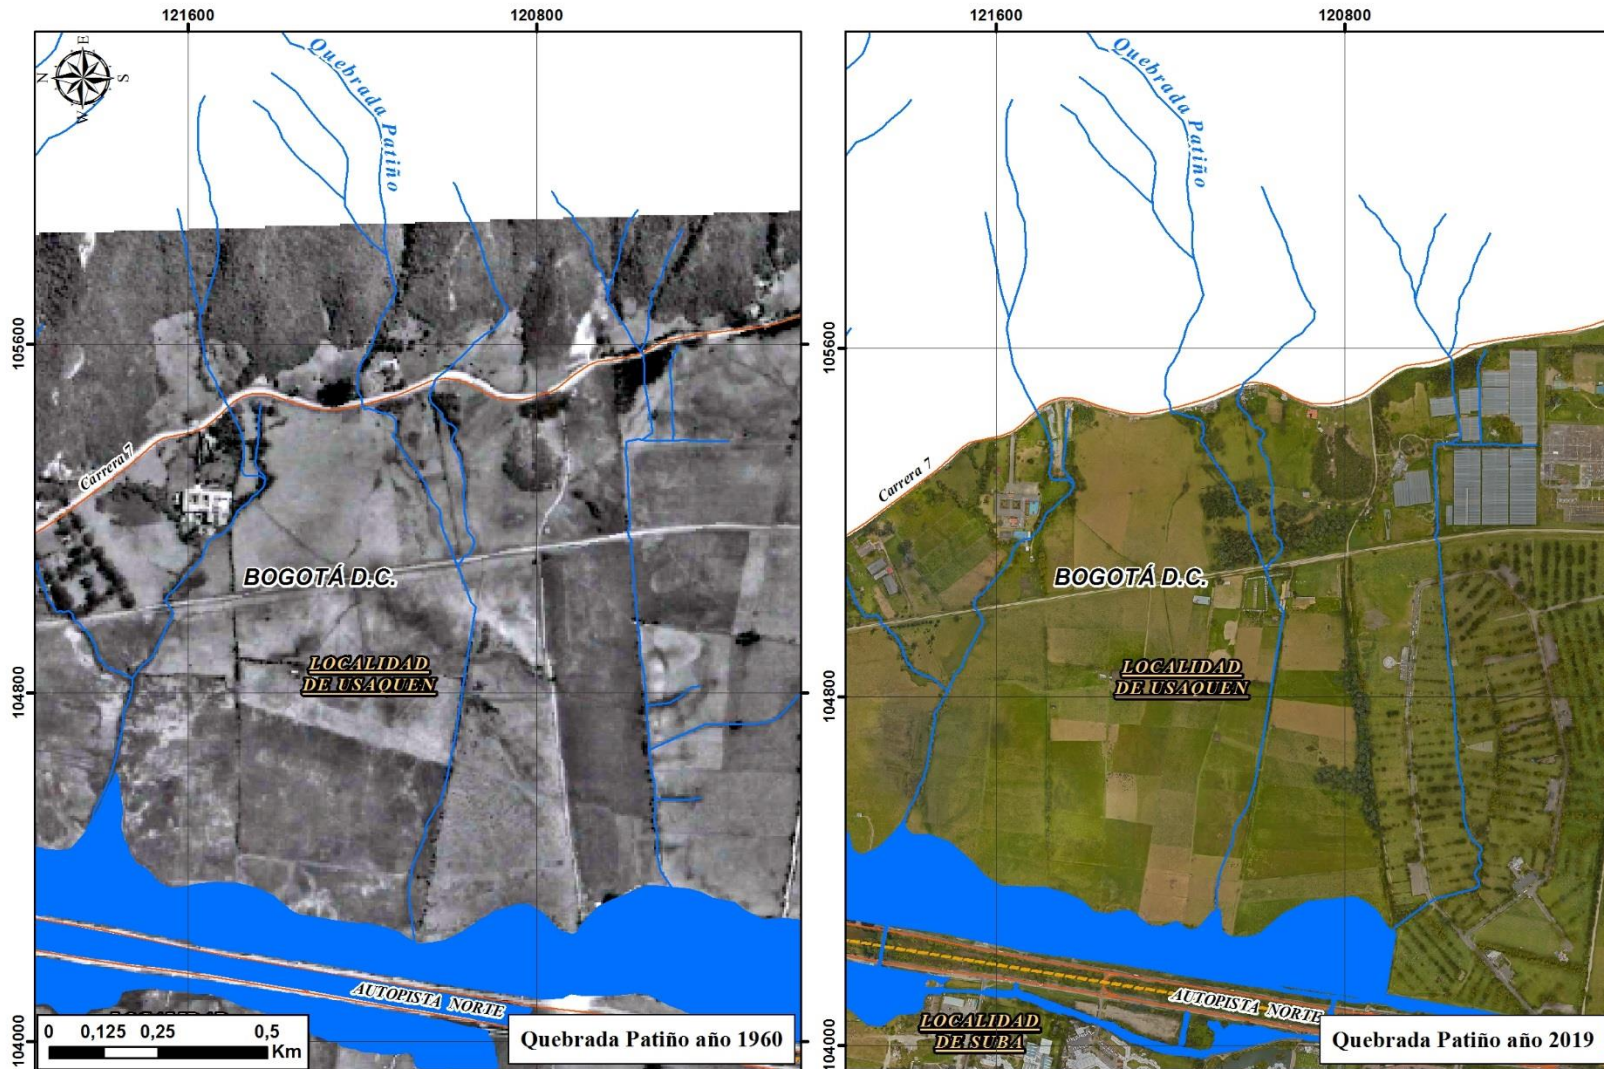 121600
120800
121600
120800
E
N
S
W
Quebrada Patiño
Quebrada Patiño
105600
105600
Carrera 7
Carrera 7
BOGOTÁ D.C.
BOGOTÁ D.C.
LOCALIDAD
DE USAQUEN
LOCALIDAD
DE USAQUEN
104800
104800
AUTOPISTA NORTE
AUTOPISTA NORTE
LOCALIDAD
DE SUBA
104000
104000
0 0,125 0,25 0,5
Km
Quebrada Patiño año 1960
Quebrada Patiño año 2019